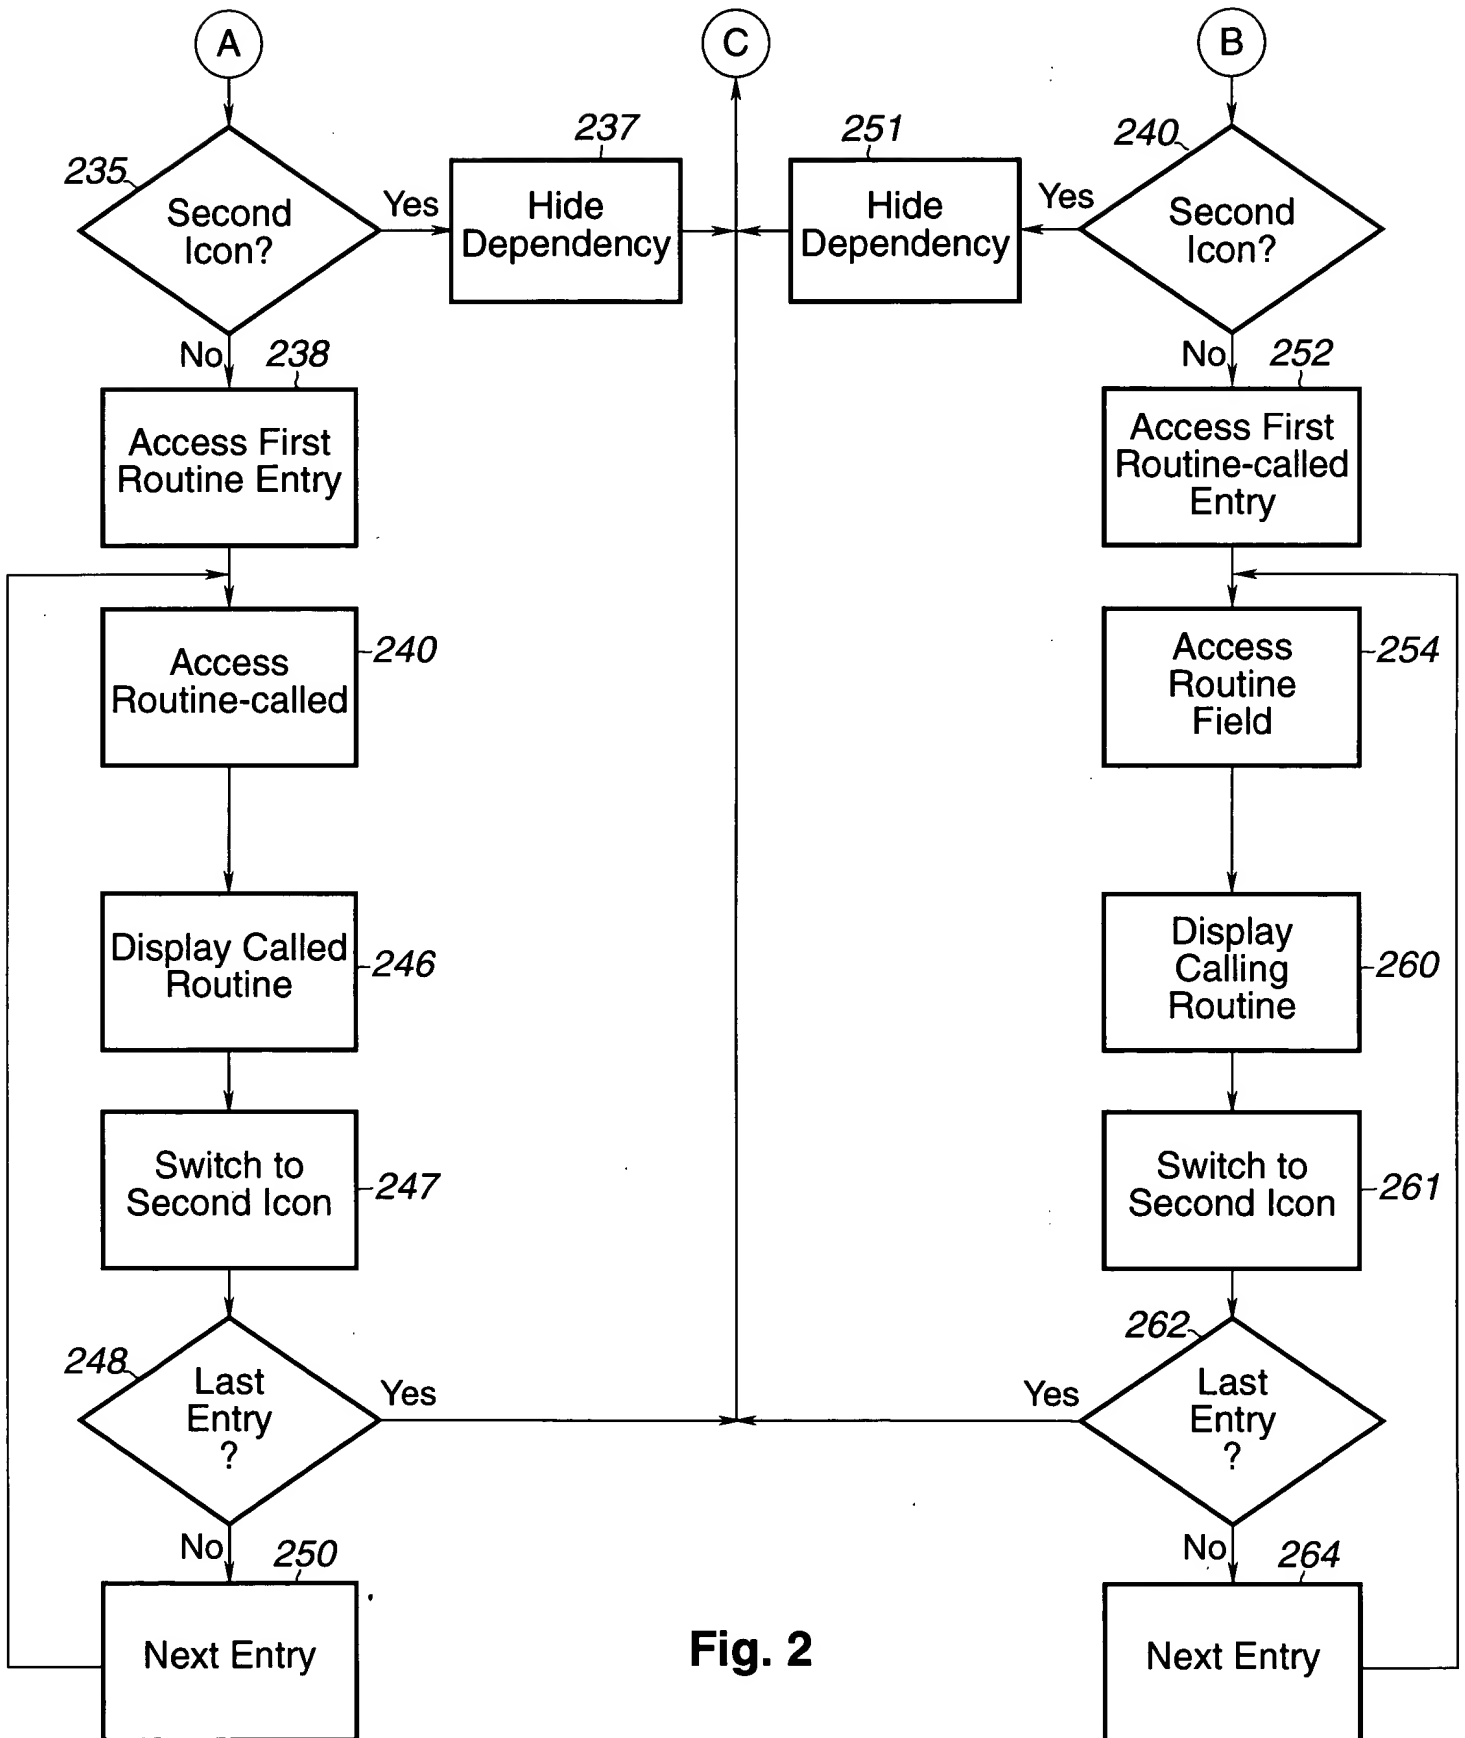 A
C
B
235
Second
Icon?
Yes
237
Hide
Dependency
251
Hide
Dependency
Yes
240
Second
Icon?
No
238
Access First
Routine Entry
No
252
Access First
Routine-called
Entry
Access
Routine-called
240
Access
Routine
Field
254
Display Called
Routine
246
Display
Calling
Routine
260
Switch to
Second Icon
247
Switch to
Second Icon
261
248
Last
Entry
?
Yes
262
Yes
Last
Entry
?
No
250
Next Entry
No
264
Next Entry
Fig. 2